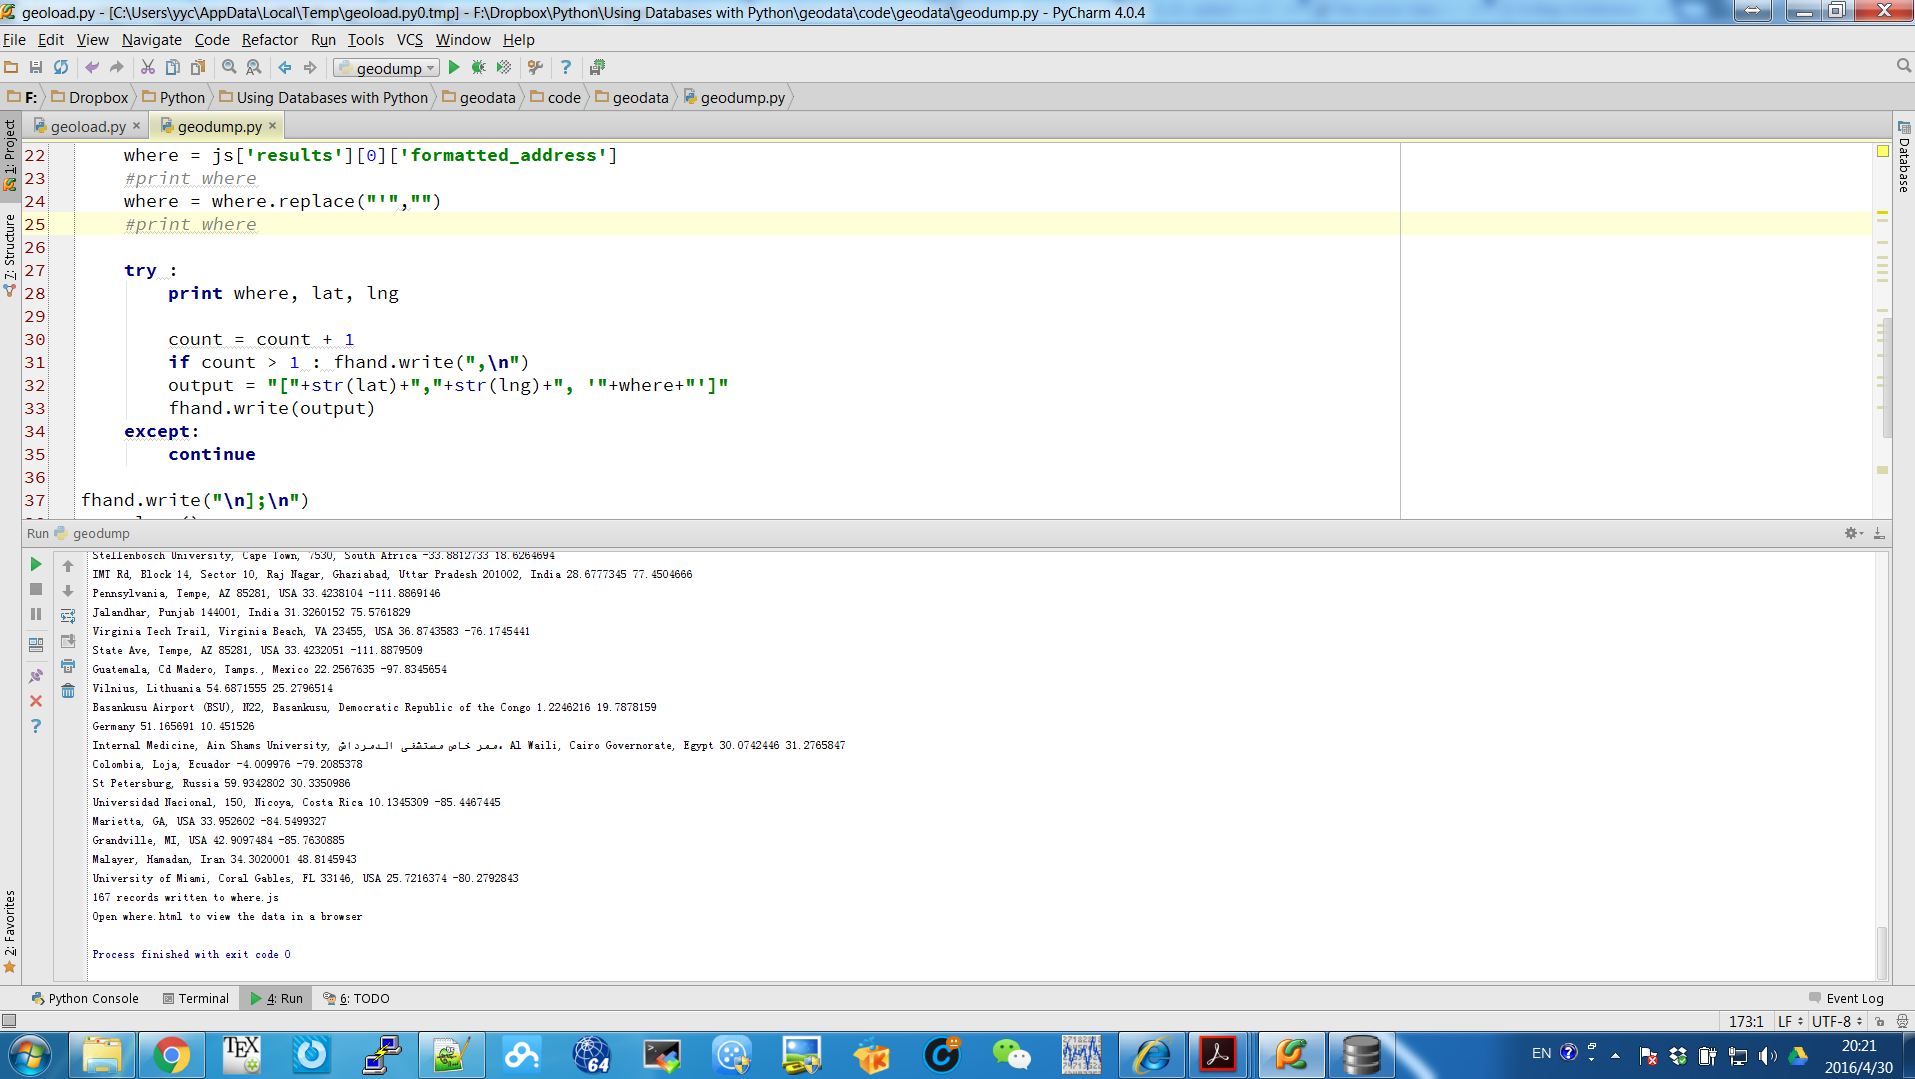 geoload.py - [C:\Users\yyc\AppData\Local\Temp\geoload.py0.tmp] - F:\Dropbox\Python\Using Databases with Python\geodata\code\geodata\geodump.py - PyCharm 4.0.4
File Edit View Navigate Code Refactor Run Tools VCS Window Help
geodump
F: Dropbox Python Using Databases with Python geodata code geodata geodump.py
geoload.py geodump.py
1: Project
7: Structure
2: Favorites
Database
22 where = js['results'][0]['formatted_address']
23 #print where
24 where = where.replace("'","")
25 #print where
26
27 try :
28 print where, lat, lng
29
30 count = count + 1
31 if count > 1 : fhand.write(",\n")
32 output = "["+str(lat)+","+str(lng)+", '"+where+"']"
33 fhand.write(output)
34 except:
35 continue
36
37 fhand.write("\n];\n")
Run geodump
Stellenbosch University, Cape Town, 7530, South Africa -33.8812733 18.6264694
IMT Rd, Block 14, Sector 10, Raj Nagar, Ghaziabad, Uttar Pradesh 201002, India 28.6777345 77.4504666
Pennsylvania, Tempe, AZ 85281, USA 33.4238104 -111.8869146
Jalandhar, Punjab 144001, India 31.3260152 75.5761829
Virginia Tech Trail, Virginia Beach, VA 23455, USA 36.8743583 -76.1745441
State Ave, Tempe, AZ 85281, USA 33.4232051 -111.8879509
Guatemala, Cd Madero, Tamps., Mexico 22.2567635 -97.8345654
Vilnius, Lithuania 54.6871555 25.2796514
Basankusu Airport (BSU), N22, Basankusu, Democratic Republic of the Congo 1.2246216 19.7878159
Germany 51.165691 10.451526
Internal Medicine, Ain Shams University, ممر خاص مستشفى الدمرداش، Al Waili, Cairo Governorate, Egypt 30.0742446 31.2765847
Colombia, Loja, Ecuador -4.009976 -79.2085378
St Petersburg, Russia 59.9342802 30.3350986
Universidad Nacional, 150, Nicoya, Costa Rica 10.1345309 -85.4467445
Marietta, GA, USA 33.952602 -84.5499327
Grandville, MI, USA 42.9097484 -85.7630885
Malayer, Hamadan, Iran 34.3020001 48.8145943
University of Miami, Coral Gables, FL 33146, USA 25.7216374 -80.2792843
167 records written to where.js
Open where.html to view the data in a browser
Process finished with exit code 0
Python Console Terminal 4: Run 6: TODO Event Log
173:1 LF UTF-8
TEX 64 EN 20:21
2016/4/30